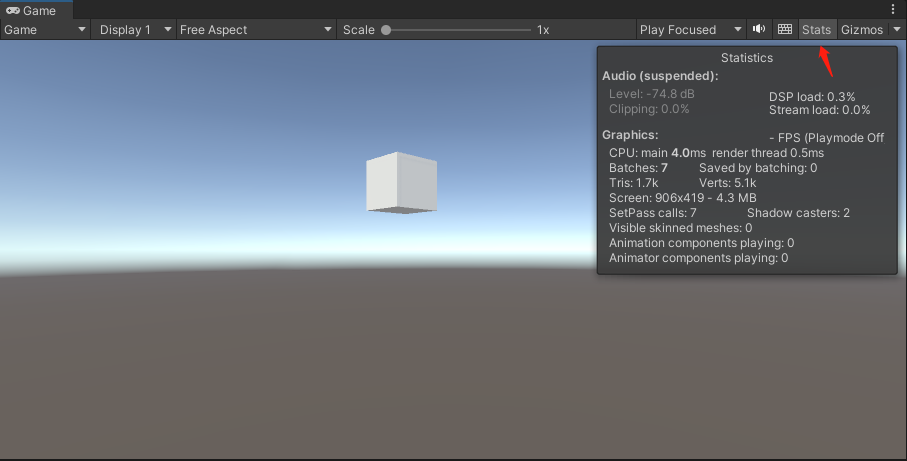 Game
Game Display 1 Free Aspect Scale 1x Play Focused Stats Gizmos
Statistics
Audio (suspended):
Level: -74.8 dB DSP load: 0.3%
Clipping: 0.0% Stream load: 0.0%
Graphics: - FPS (Playmode Off
CPU: main 4.0ms render thread 0.5ms
Batches: 7 Saved by batching: 0
Tris: 1.7k Verts: 5.1k
Screen: 906x419 - 4.3 MB
SetPass calls: 7 Shadow casters: 2
Visible skinned meshes: 0
Animation components playing: 0
Animator components playing: 0